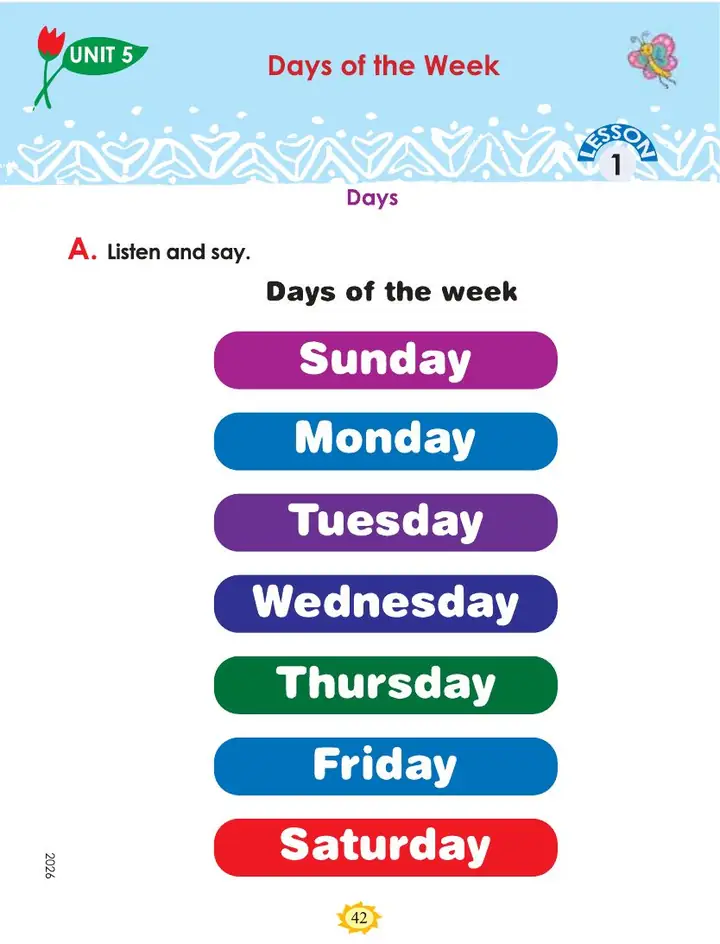 UNIT 5
Days of the Week
LESSON
1
Days
A. Listen and say.
Days of the week
Sunday
Monday
Tuesday
Wednesday
Thursday
Friday
Saturday
2026
42